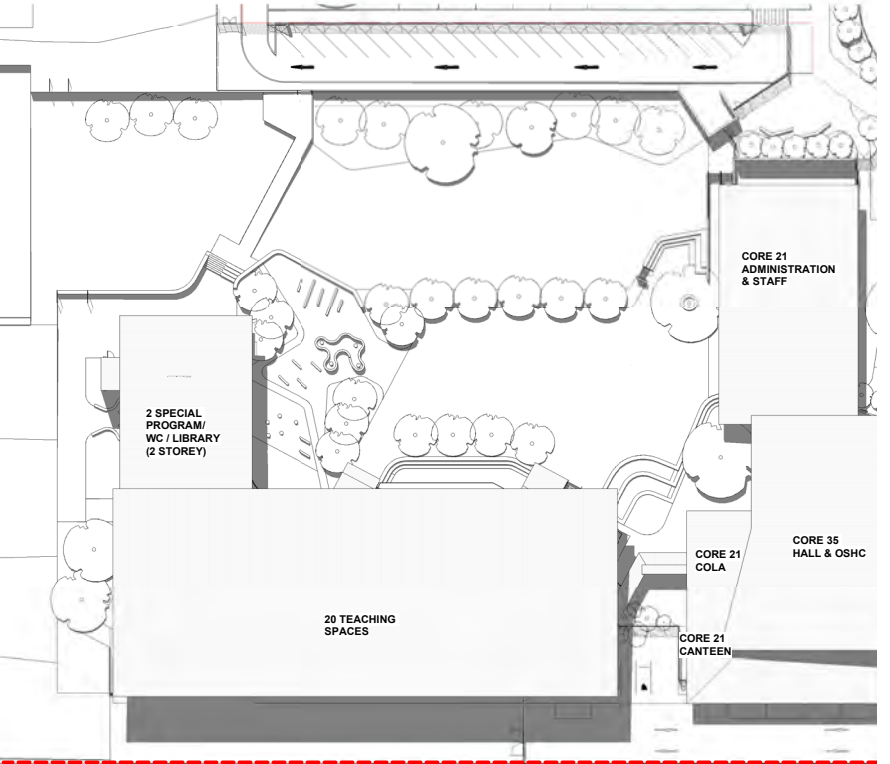 CORE 21
ADMINISTRATION
& STAFF
2 SPECIAL
PROGRAM/
WC / LIBRARY
(2 STOREY)
CORE 21
COLA
CORE 35
HALL & OSHC
20 TEACHING
SPACES
CORE 21
CANTEEN